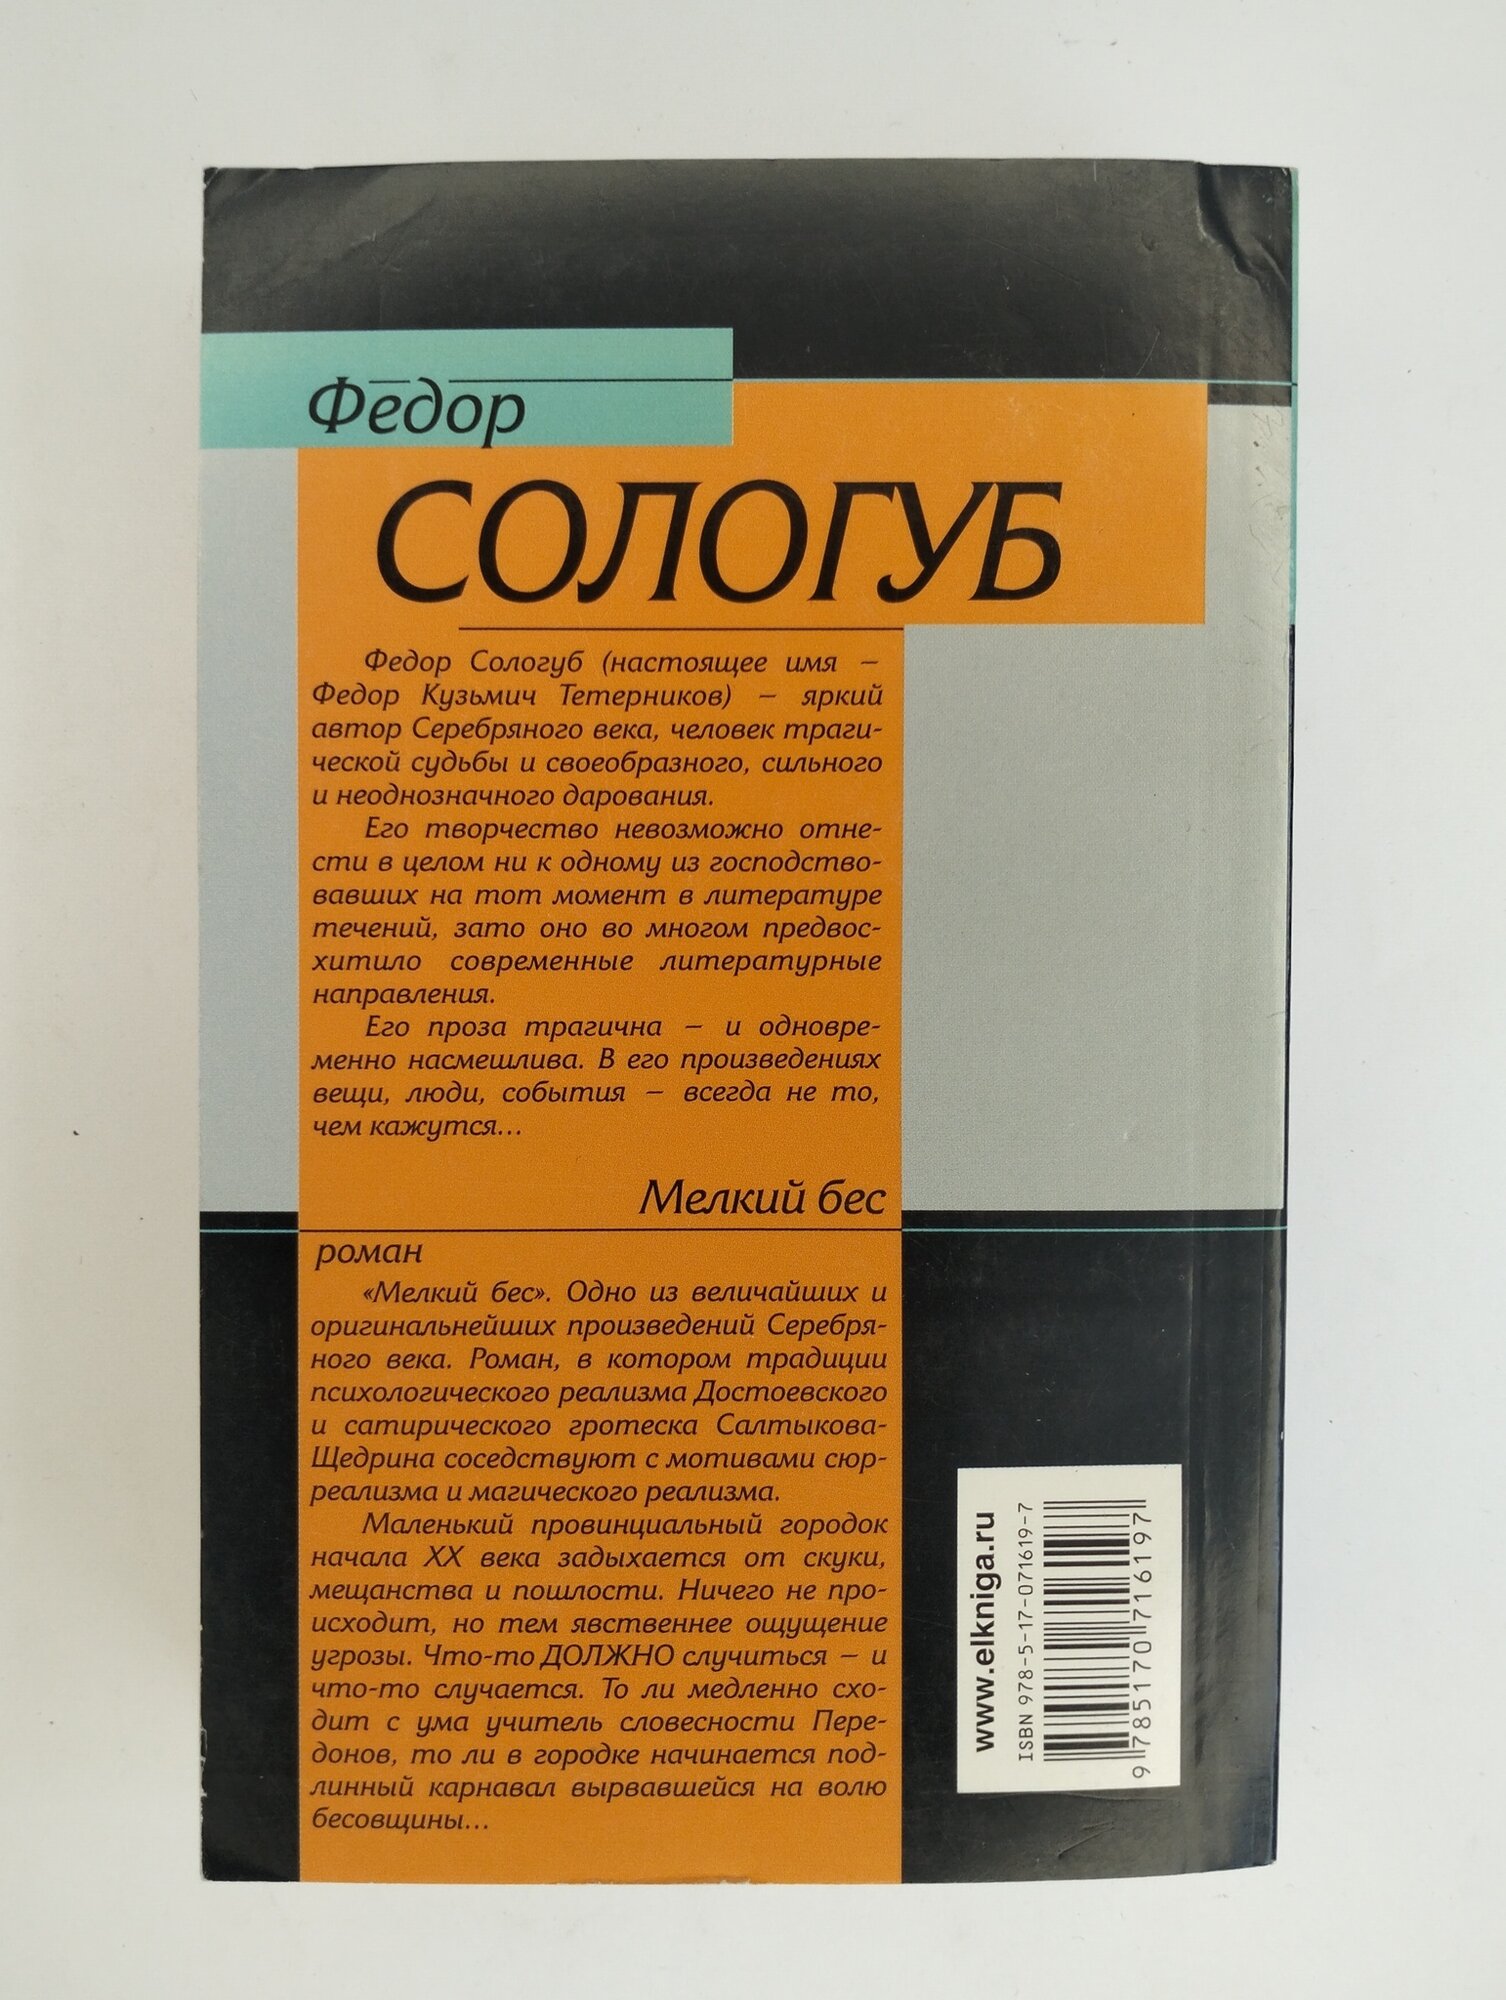 Федор
СОЛОГУБ
Федор Сологуб (настоящее имя –
Федор Кузьмич Тетерников) – яркий
автор Серебряного века, человек траги-
ческой судьбы и своеобразного, сильного
и неоднозначного дарования.
Его творчество невозможно отне-
сти в целом ни к одному из господство-
вавших на тот момент в литературе
течений, зато оно во многом предвос-
хитило современные литературные
направления.
Его проза трагична – и одновре-
менно насмешлива. В его произведениях
вещи, люди, события – всегда не то,
чем кажутся...
Мелкий бес
роман
«Мелкий бес». Одно из величайших и
оригинальнейших произведений Серебря-
ного века. Роман, в котором традиции
психологического реализма Достоевского
и сатирического гротеска Салтыкова-
Щедрина соседствуют с мотивами сюр-
реализма и магического реализма.
Маленький провинциальный городок
начала XX века задыхается от скуки,
мещанства и пошлости. Ничего не про-
исходит, но тем явственнее ощущение
угрозы. Что-то ДОЛЖНО случиться – и
что-то случается. То ли медленно схо-
дит с ума учитель словесности Пере-
донов, то ли в городке начинается под-
линный карнавал вырвавшейся на волю
бесовщины...
www.elkniga.ru
ISBN 978-5-17-071619-7
9 785170 716197